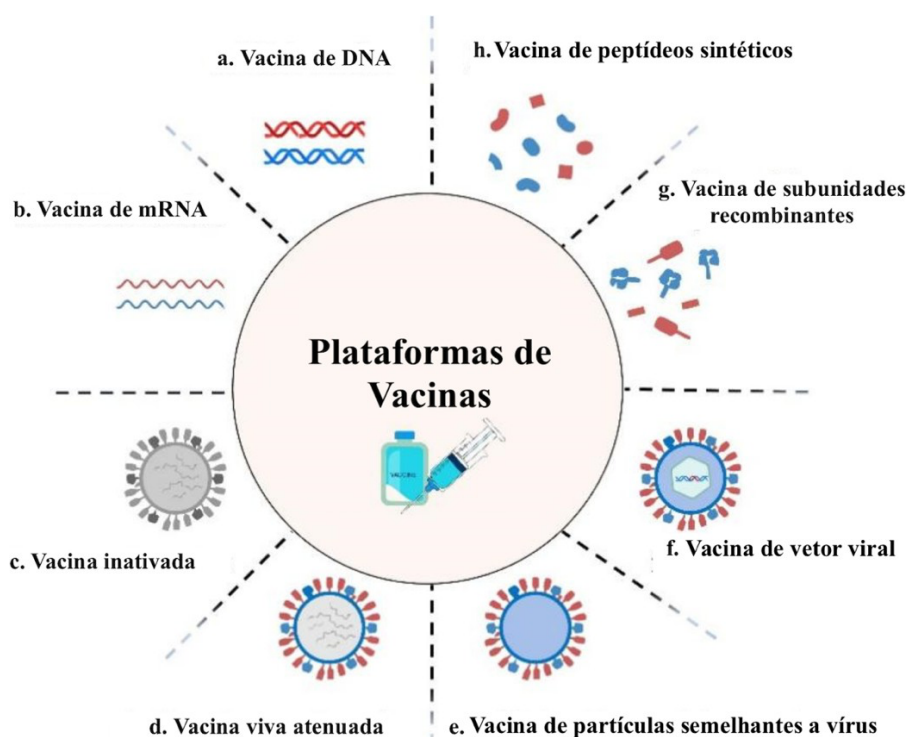 a. Vacina de DNA
h. Vacina de peptídeos sintéticos
b. Vacina de mRNA
g. Vacina de subunidades
recombinantes
Plataformas de
Vacinas
VACCINE
c. Vacina inativada
f. Vacina de vetor viral
d. Vacina viva atenuada
e. Vacina de partículas semelhantes a vírus